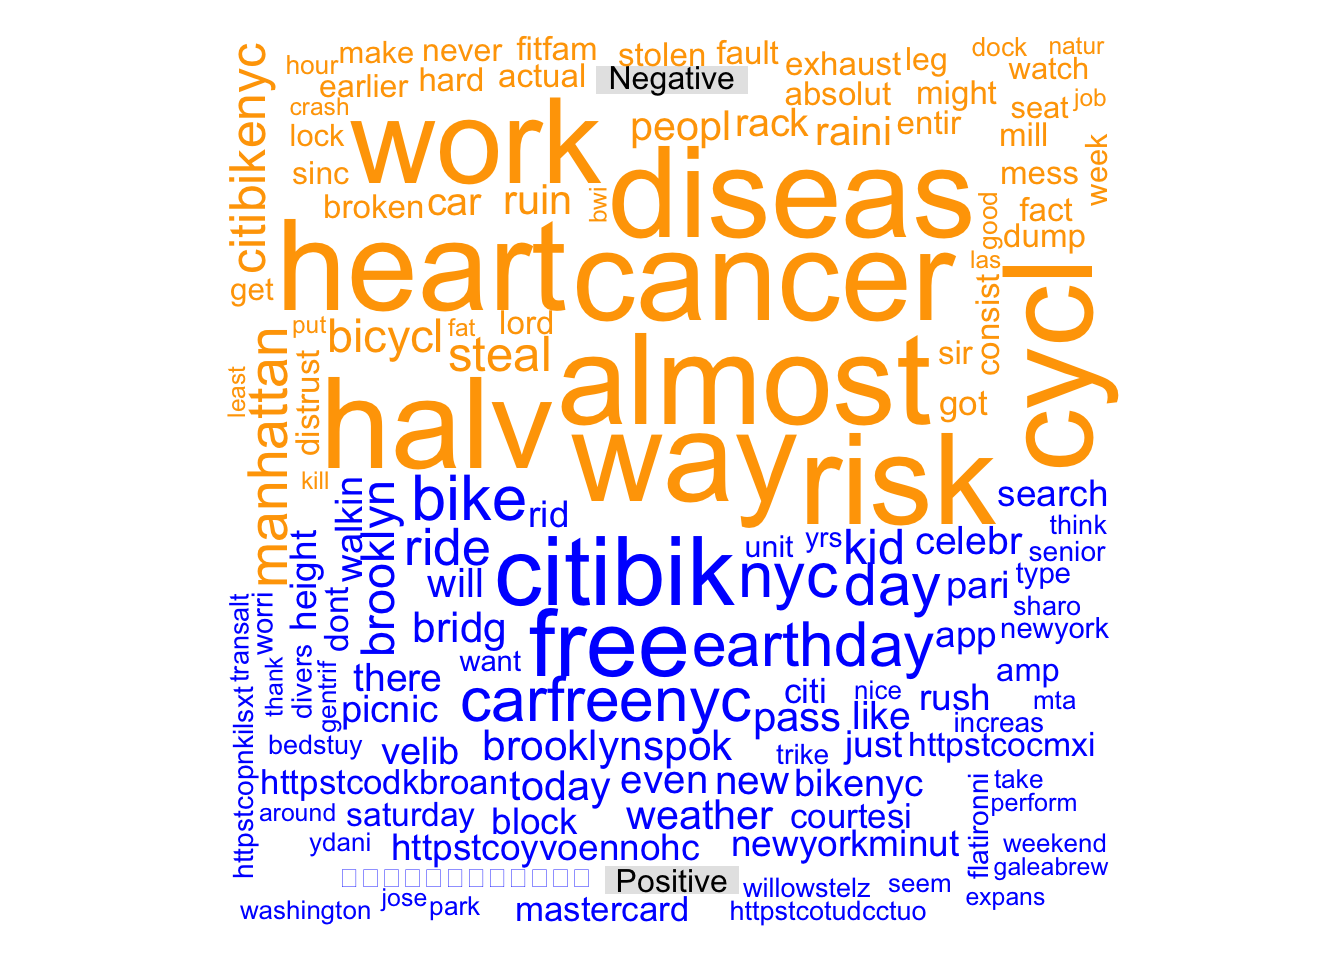 hour make never fitfam stolen fault exhaust leg dock natur
earlier hard actual Negative absolut might watch
crash seat job
lock work peopl rack raini entir mill
citibikenyc sinc diseas mess week
broken car ruin bwi good fact
heart cancer dump
get las
put bicycl fat lord consist cycl
manhattan steal almost sir
least distrust halv got
way risk
kill
bike rid search
walkin brooklyn ride citibik unit yrs kid celebr think
height will nyc day pari senior
type
transalt worri dont bridg free earthday app sharo
newyork
thank divers gentrif there want amp
picnic carfreenyc citi nice rush mta
pass like increas
httpstcopnkilsxt bedstuy velib brooklynspok trike just httpstcocmxi
httpstcodkbroan today even new bikenyc take
around saturday block weather courtesi flatironni perform
ydani httpstcoyvoennohc newyorkminut weekend
galeabrew
Positive willowstelz seem
washington jose park mastercard httpstcotudcctuo expans